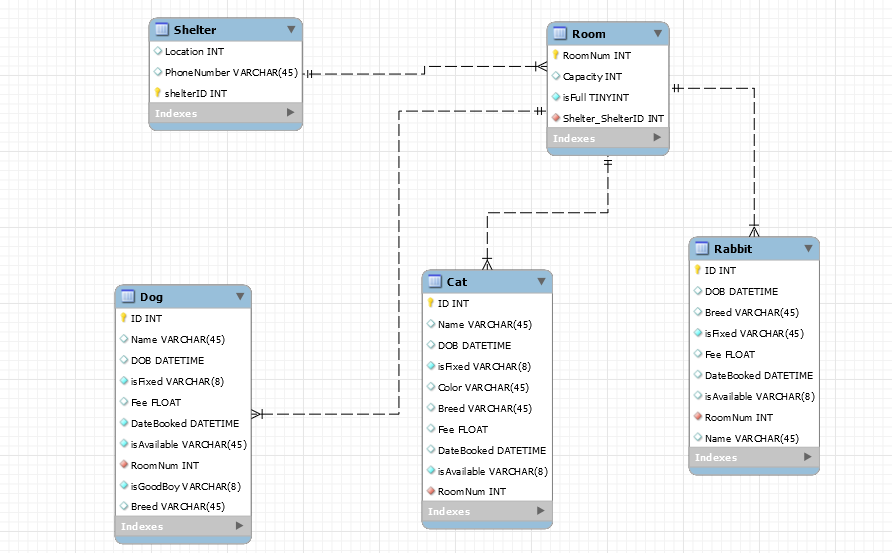 Shelter
Location INT
PhoneNumber VARCHAR(45)
shelterID INT
Indexes
Room
RoomNum INT
Capacity INT
isFull TINYINT
Shelter_ShelterID INT
Indexes
Dog
ID INT
Name VARCHAR(45)
DOB DATETIME
isFixed VARCHAR(8)
Fee FLOAT
DateBooked DATETIME
isAvailable VARCHAR(45)
RoomNum INT
isGoodBoy VARCHAR(8)
Breed VARCHAR(45)
Indexes
Cat
ID INT
Name VARCHAR(45)
DOB DATETIME
isFixed VARCHAR(8)
Color VARCHAR(45)
Breed VARCHAR(45)
Fee FLOAT
DateBooked DATETIME
isAvailable VARCHAR(8)
RoomNum INT
Indexes
Rabbit
ID INT
DOB DATETIME
Breed VARCHAR(45)
isFixed VARCHAR(45)
Fee FLOAT
DateBooked DATETIME
isAvailable VARCHAR(8)
RoomNum INT
Name VARCHAR(45)
Indexes